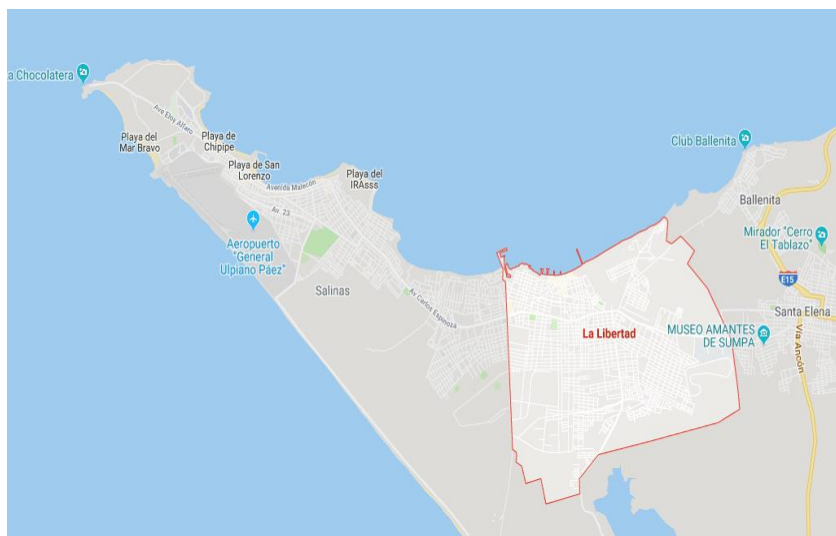 a Chocolatera
Ave Eloy Alfaro
Playa del
Mar Bravo
Playa de
Chipipe
Playa de San
Lorenzo
Playa del
IRAsss
Avenida Malecón
Av. 23
Aeropuerto
"General
Ulpiano Páez"
Salinas
Av Carlos Espinoza
La Libertad
Club Ballenita
Ballenita
Mirador "Cerro
El Tablazo"
E15
Santa Elena
MUSEO AMANTES
DE SUMPA
Vía Ancón